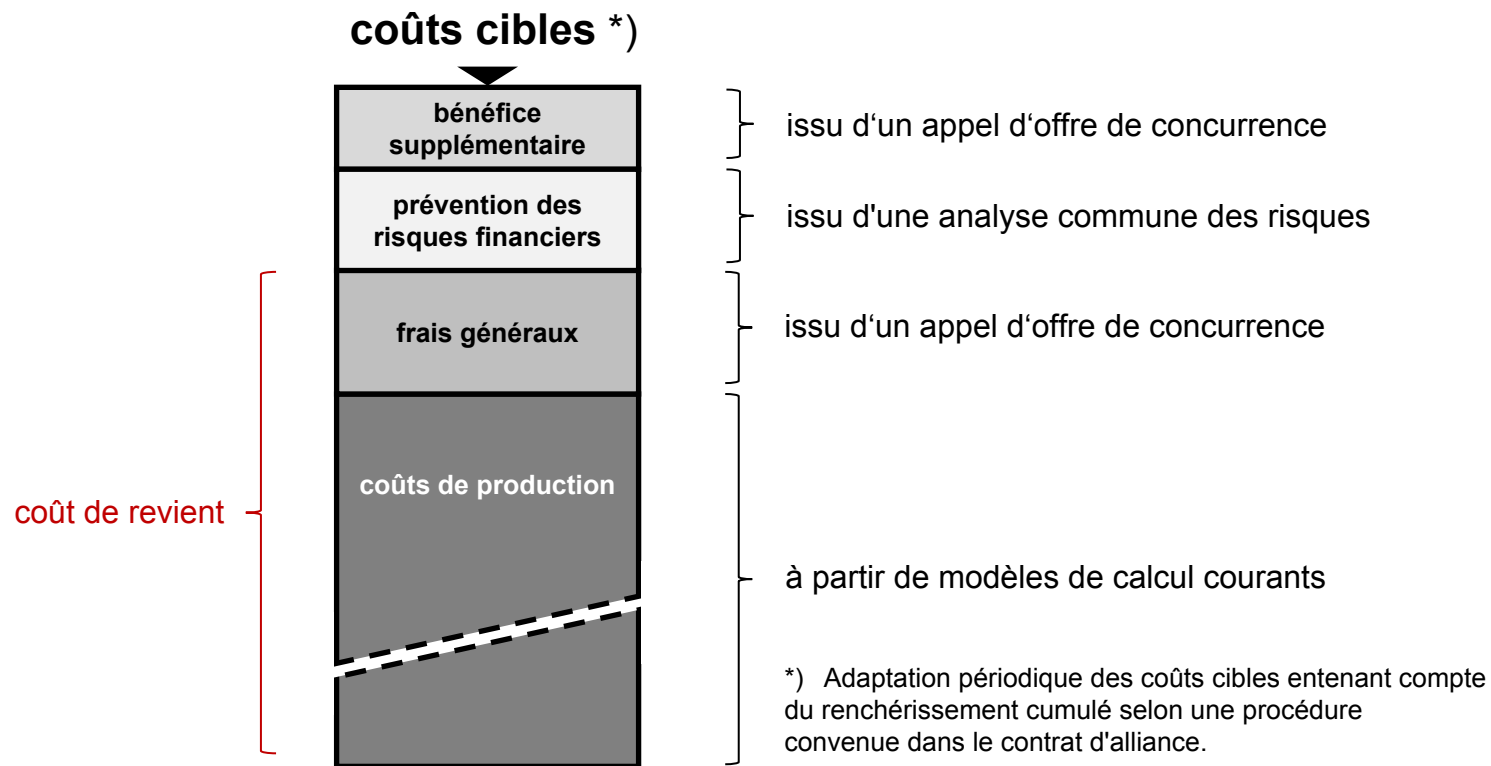 coûts cibles *)
bénéfice
supplémentaire
issu d‘un appel d‘offre de concurrence
prévention des
risques financiers
issu d'une analyse commune des risques
frais généraux
issu d‘un appel d‘offre de concurrence
coûts de production
coût de revient
à partir de modèles de calcul courants
*) Adaptation périodique des coûts cibles entenant compte
du renchérissement cumulé selon une procédure
convenue dans le contrat d'alliance.